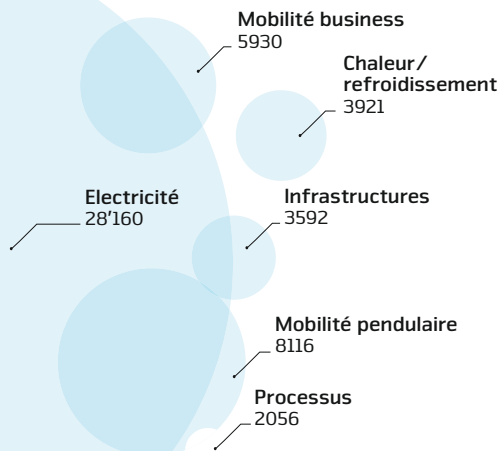 Mobilité business
5930
Chaleur/
refroidissement
3921
Electricité
28'160
Infrastructures
3592
Mobilité pendulaire
8116
Processus
2056